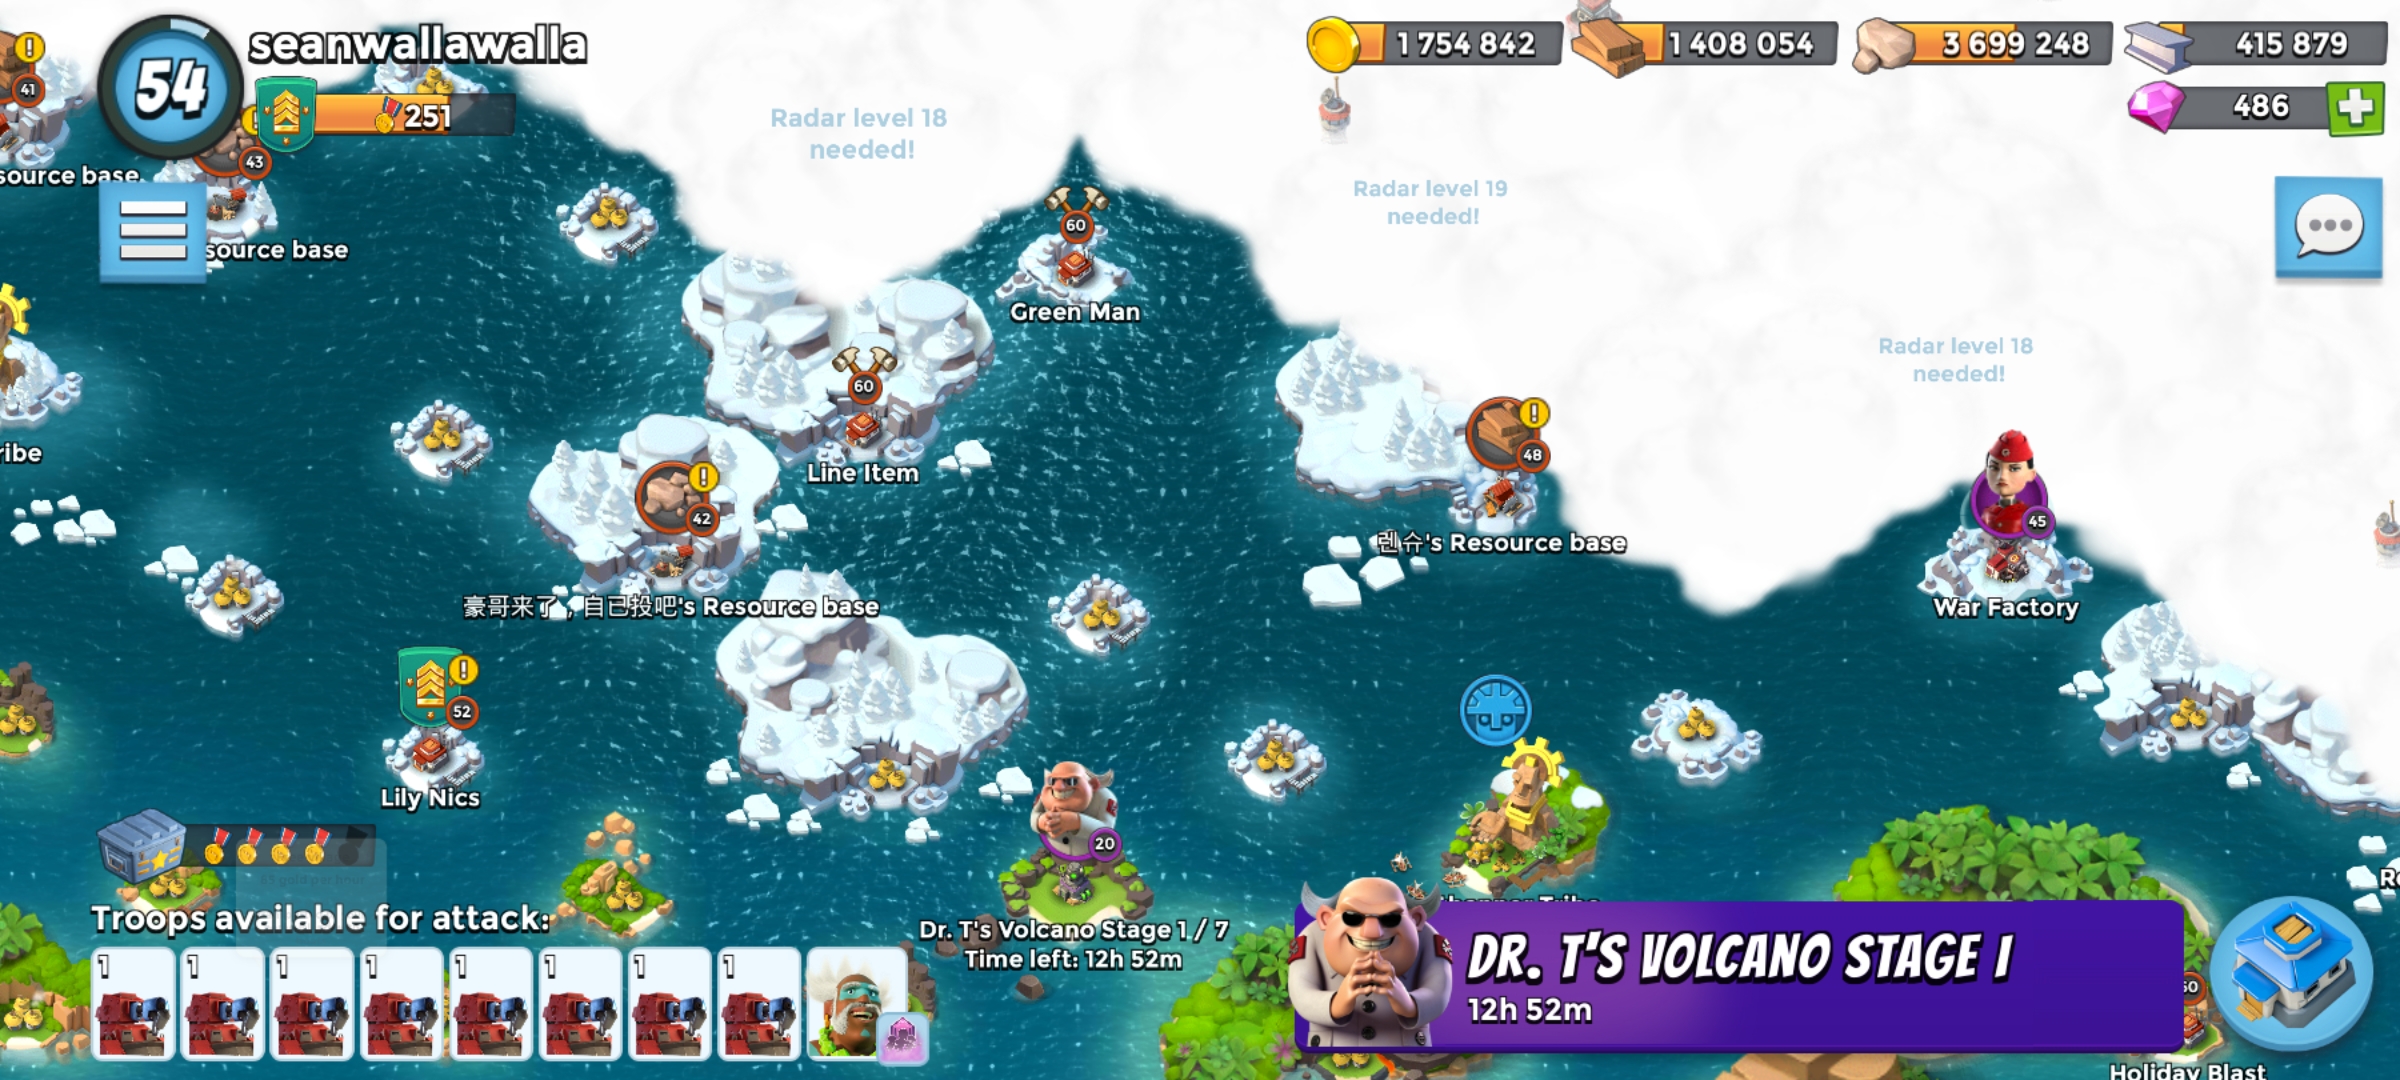 54
seanwallawalla
251
1 754 842
1 408 054
3 699 248
415 879
486
41
43
source base
source base
Radar level 18
needed!
Radar level 19
needed!
Radar level 18
needed!
60
Green Man
60
Line Item
42
豪哥来了，自已投吧's Resource base
48
렌슈's Resource base
45
War Factory
ribe
52
Lily Nics
20
Dr. T's Volcano Stage 1 / 7
Time left: 12h 52m
Troops available for attack:
1
1
1
1
1
1
1
1
DR. T'S VOLCANO STAGE 1
12h 52m
Holiday Blast